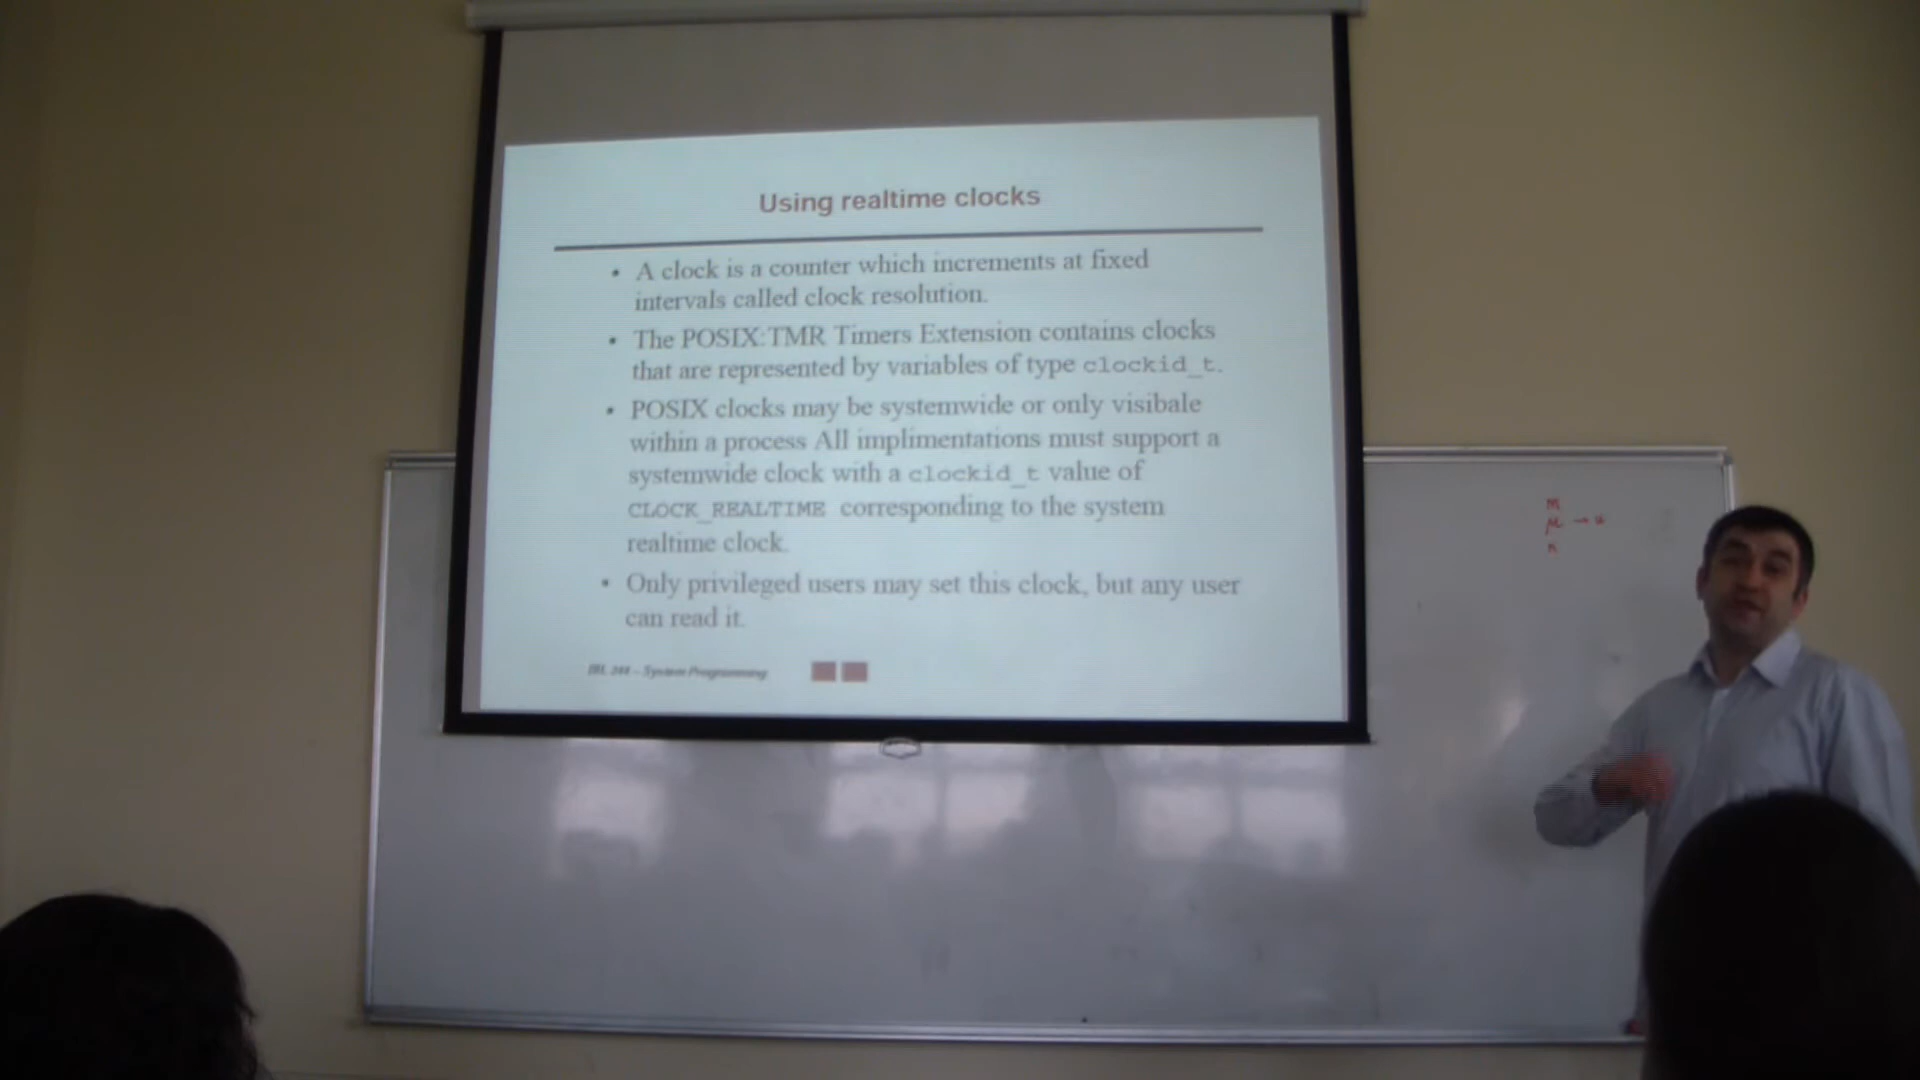 Using realtime clocks
• A clock is a counter which increments at fixed
intervals called clock resolution.
• The POSIX:TMR Timers Extension contains clocks
that are represented by variables of type clockid_t.
• POSIX clocks may be systemwide or only visibale
within a process All implimentations must support a
systemwide clock with a clockid_t value of
CLOCK_REALTIME corresponding to the system
realtime clock.
• Only privileged users may set this clock, but any user
can read it.
244 – System Programming
m
μ → u
n